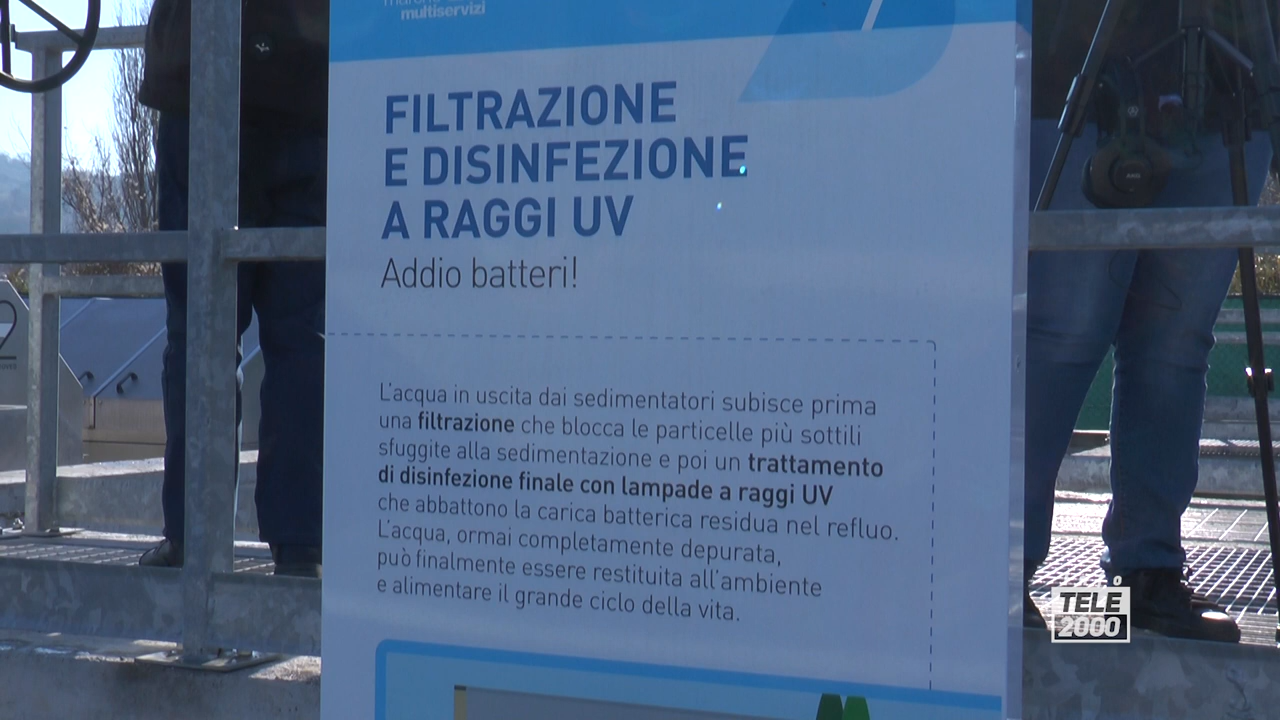 multiservizi
FILTRAZIONE
E DISINFEZIONE
A RAGGI UV
Addio batteri!
L'acqua in uscita dai sedimentatori subisce prima
una filtrazione che blocca le particelle più sottili
sfuggite alla sedimentazione e poi un trattamento
di disinfezione finale con lampade a raggi UV
che abbattono la carica batterica residua nel refluo.
L'acqua, ormai completamente depurata,
può finalmente essere restituita all'ambiente
e alimentare il grande ciclo della vita.
AKG
TELE
2000